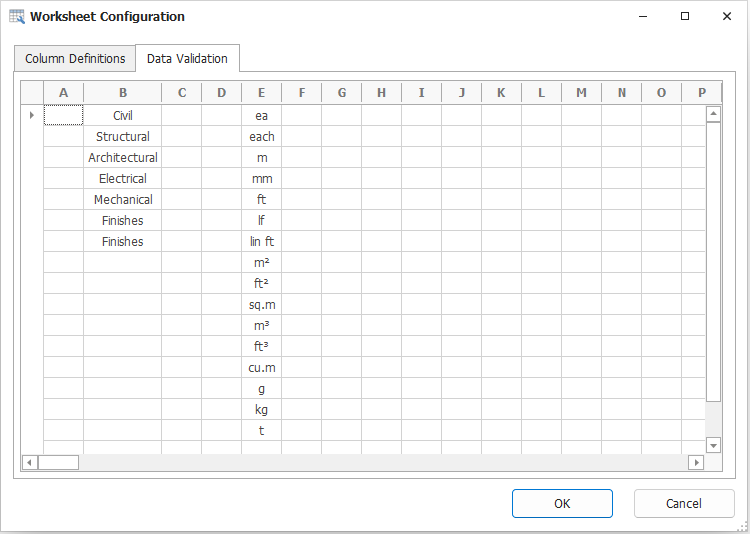 Worksheet Configuration
Column Definitions Data Validation
A B C D E F G H I J K L M N O P
Civil ea
Structural each
Architectural m
Electrical mm
Mechanical ft
Finishes lf
Finishes lin ft
m²
ft²
sq.m
m³
ft³
cu.m
g
kg
t
OK Cancel